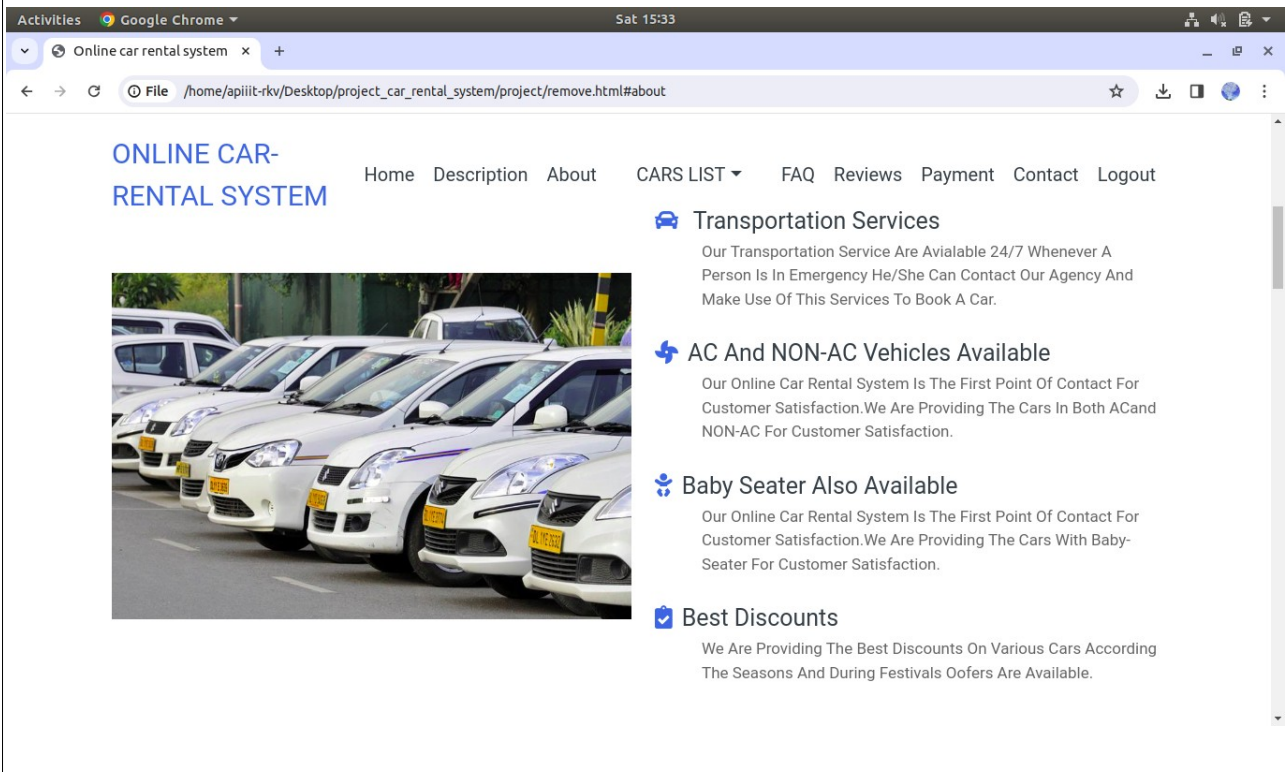 Activities Google Chrome Sat 15:33
Online car rental system
File /home/apiiit-rkv/Desktop/project_car_rental_system/project/remove.html#about
ONLINE CAR-
RENTAL SYSTEM
Home Description About CARS LIST FAQ Reviews Payment Contact Logout
Transportation Services
Our Transportation Service Are Avialable 24/7 Whenever A
Person Is In Emergency He/She Can Contact Our Agency And
Make Use Of This Services To Book A Car.
AC And NON-AC Vehicles Available
Our Online Car Rental System Is The First Point Of Contact For
Customer Satisfaction.We Are Providing The Cars In Both ACand
NON-AC For Customer Satisfaction.
Baby Seater Also Available
Our Online Car Rental System Is The First Point Of Contact For
Customer Satisfaction.We Are Providing The Cars With Baby-
Seater For Customer Satisfaction.
Best Discounts
We Are Providing The Best Discounts On Various Cars According
The Seasons And During Festivals Oofers Are Available.